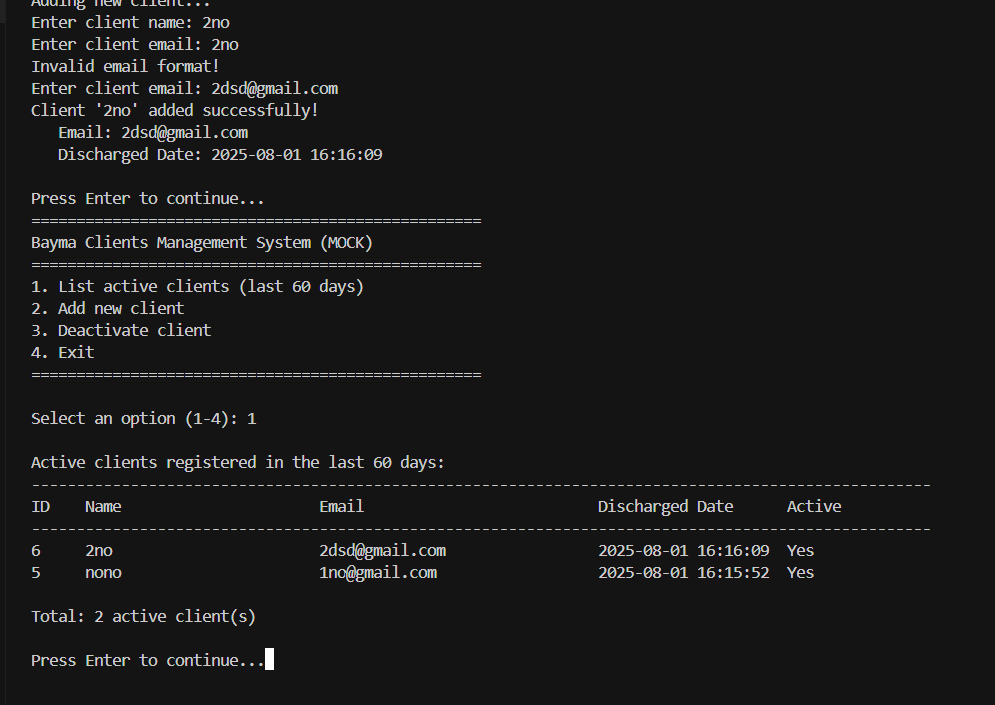 Adding new client...
Enter client name: 2no
Enter client email: 2no
Invalid email format!
Enter client email: 2dsd@gmail.com
Client '2no' added successfully!
   Email: 2dsd@gmail.com
   Discharged Date: 2025-08-01 16:16:09
Press Enter to continue...
==================================================
Bayma Clients Management System (MOCK)
==================================================
1. List active clients (last 60 days)
2. Add new client
3. Deactivate client
4. Exit
==================================================
Select an option (1-4): 1
Active clients registered in the last 60 days:
----------------------------------------------------------------------------------------------------
ID    Name                      Email                          Discharged Date      Active
----------------------------------------------------------------------------------------------------
6     2no                       2dsd@gmail.com                 2025-08-01 16:16:09  Yes
5     nono                      1no@gmail.com                  2025-08-01 16:15:52  Yes
Total: 2 active client(s)
Press Enter to continue...